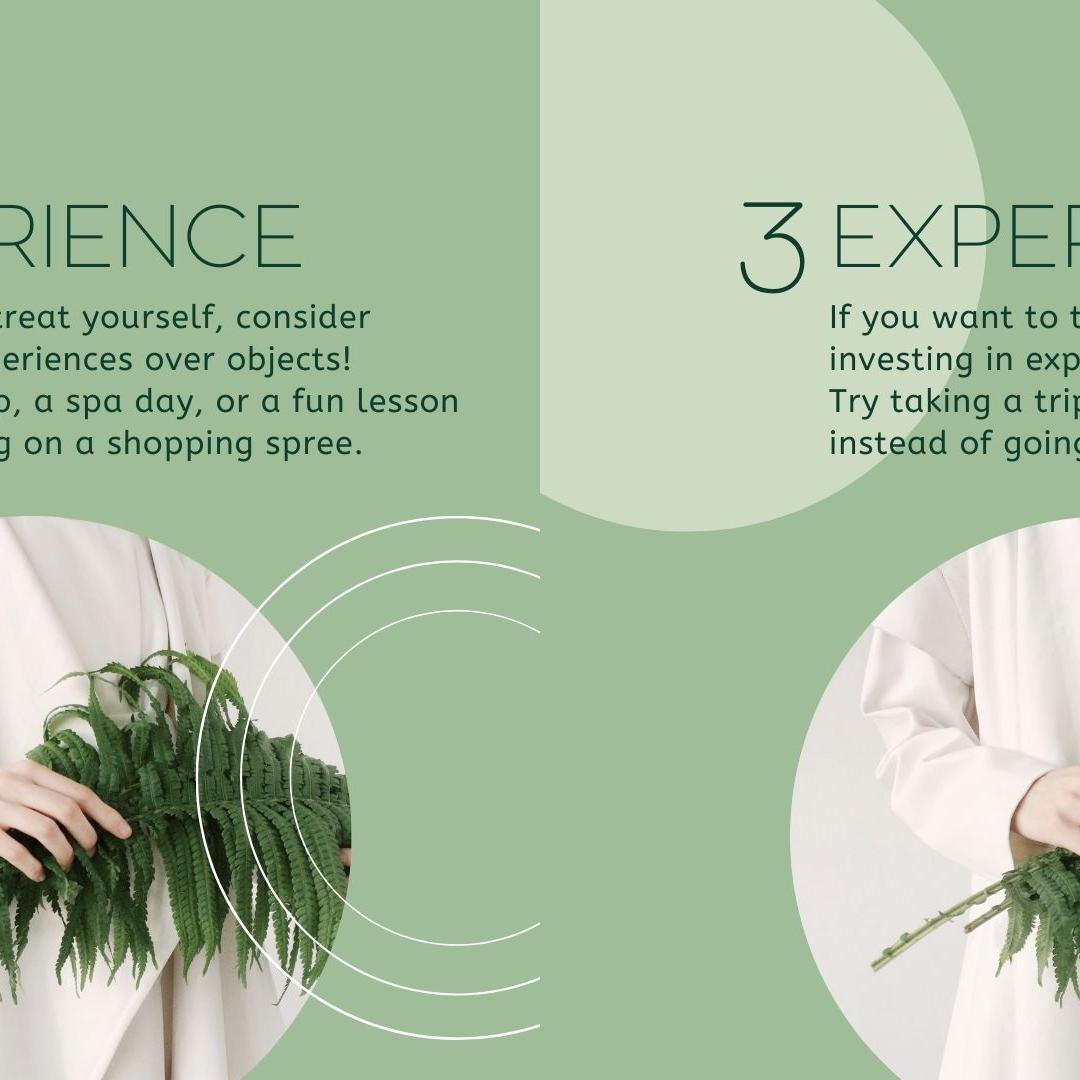 RIENCE
treat yourself, consider
eriences over objects!
p, a spa day, or a fun lesson
g on a shopping spree.
3 EXPER
If you want to t
investing in exp
Try taking a trip
instead of going